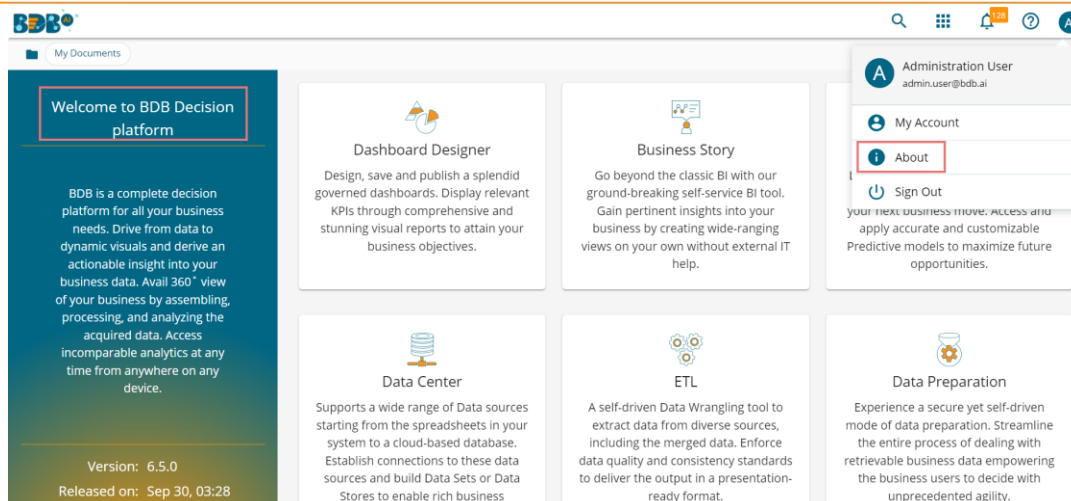 BDB AI
128
A
My Documents
Administration User
admin.user@bdb.ai
A
My Account
About
Sign Out
Welcome to BDB Decision
platform
BDB is a complete decision
platform for all your business
needs. Drive from data to
dynamic visuals and derive an
actionable insight into your
business data. Avail 360° view
of your business by assembling,
processing, and analyzing the
acquired data. Access
incomparable analytics at any
time from anywhere on any
device.
Version: 6.5.0
Released on: Sep 30, 03:28
Dashboard Designer
Design, save and publish a splendid
governed dashboards. Display relevant
KPIs through comprehensive and
stunning visual reports to attain your
business objectives.
Business Story
Go beyond the classic BI with our
ground-breaking self-service BI tool.
Gain pertinent insights into your
business by creating wide-ranging
views on your own without external IT
help.
your next business move. Access and
apply accurate and customizable
Predictive models to maximize future
opportunities.
Data Center
Supports a wide range of Data sources
starting from the spreadsheets in your
system to a cloud-based database.
Establish connections to these data
sources and build Data Sets or Data
Stores to enable rich business
ETL
A self-driven Data Wrangling tool to
extract data from diverse sources,
including the merged data. Enforce
data quality and consistency standards
to deliver the output in a presentation-
ready format.
Data Preparation
Experience a secure yet self-driven
mode of data preparation. Streamline
the entire process of dealing with
retrievable business data empowering
the business users to decide with
unprecedented agility.